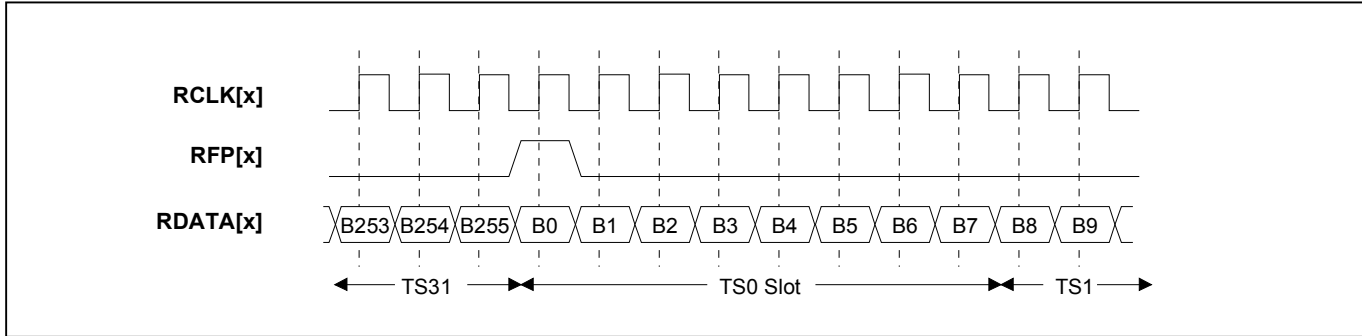 RCLK[x]
RFP[x]
RDATA[x] B253 B254 B255 B0 B1 B2 B3 B4 B5 B6 B7 B8 B9
TS31 TS0 Slot TS1